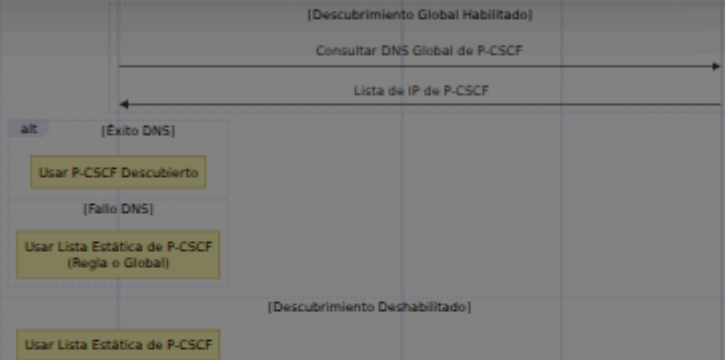 [Descubrimiento Global Habilitado]
Consultar DNS Global de P-CSCF
Lista de IP de P-CSCF
alt
[Éxito DNS]
Usar P-CSCF Descubierto
[Fallo DNS]
Usar Lista Estática de P-CSCF
(Regla o Global)
[Descubrimiento Deshabilitado]
Usar Lista Estática de P-CSCF